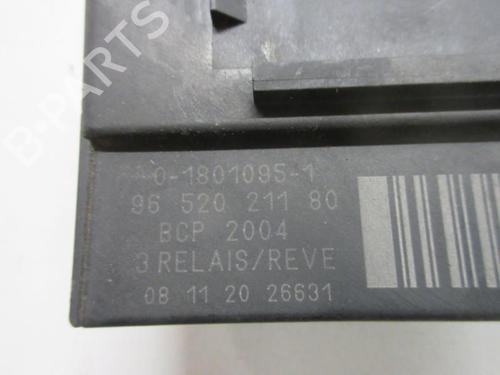 B-PARTS
0-1801095-1
96 520 211 80
BCP 2004
3 RELAIS/REVE
08 11 20 26631